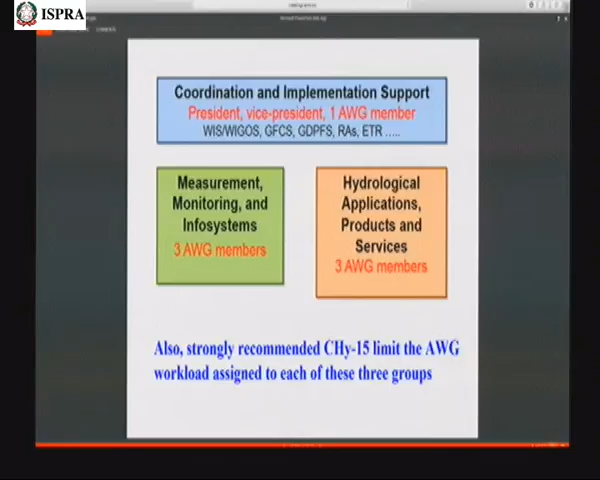 ISPRA
Coordination and Implementation Support
President, vice-president, 1 AWG member
WIS/WIGOS, GFCS, GDPFS, RAs, ETR .....
Measurement,
Monitoring, and
Infosystems
3 AWG members
Hydrological
Applications,
Products and
Services
3 AWG members
Also, strongly recommended CHy-15 limit the AWG
workload assigned to each of these three groups